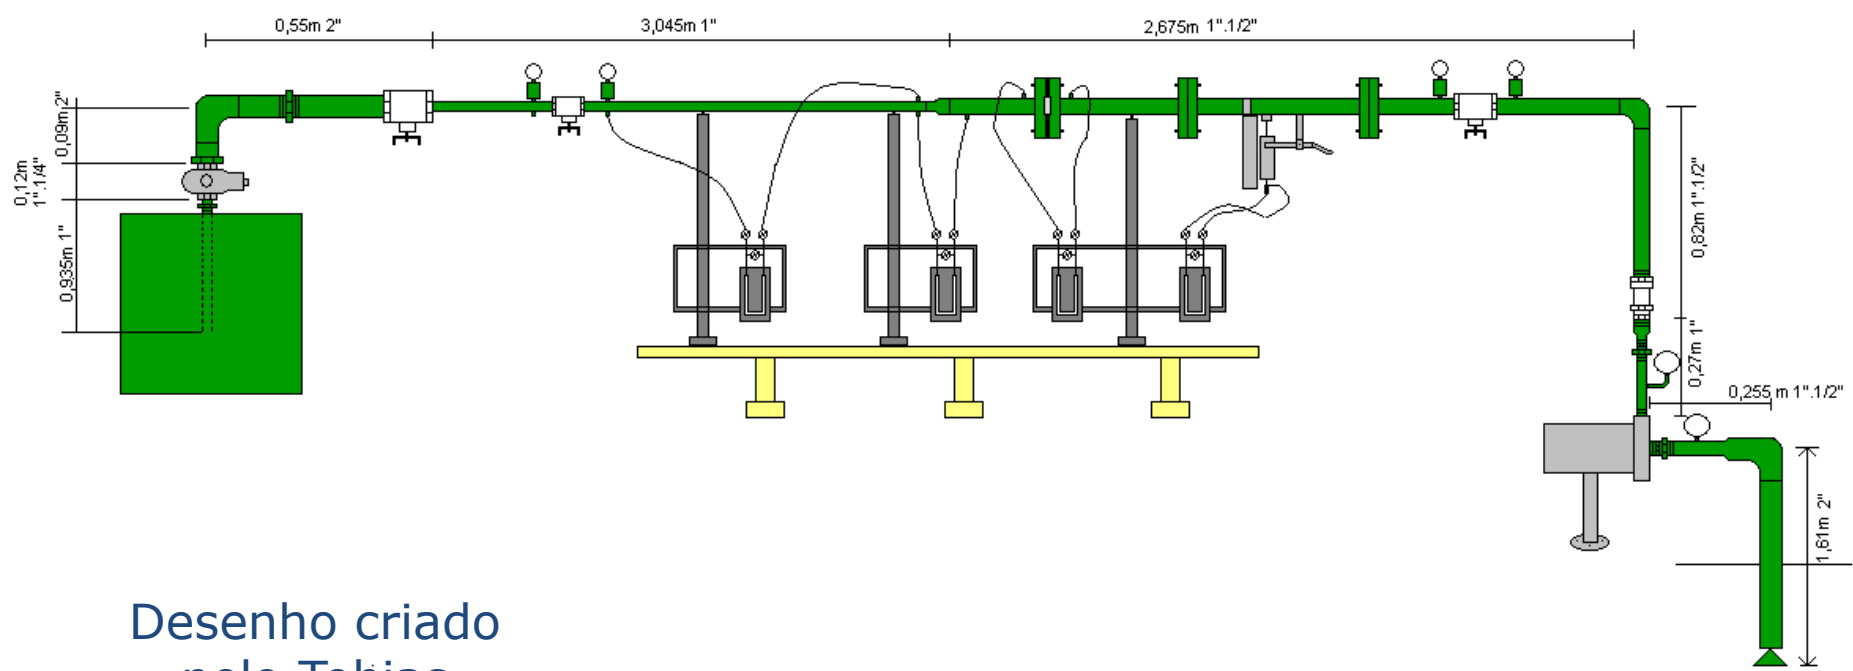 0,55m 2"
3,045m 1"
2,675m 1".1/2"
0,09m 2"
0,12m
1".1/4"
0,935m 1"
0,82m 1".1/2"
0,27m 1"
0,255 m 1".1/2"
1,61m 2"
Desenho criado
pelo Tobias